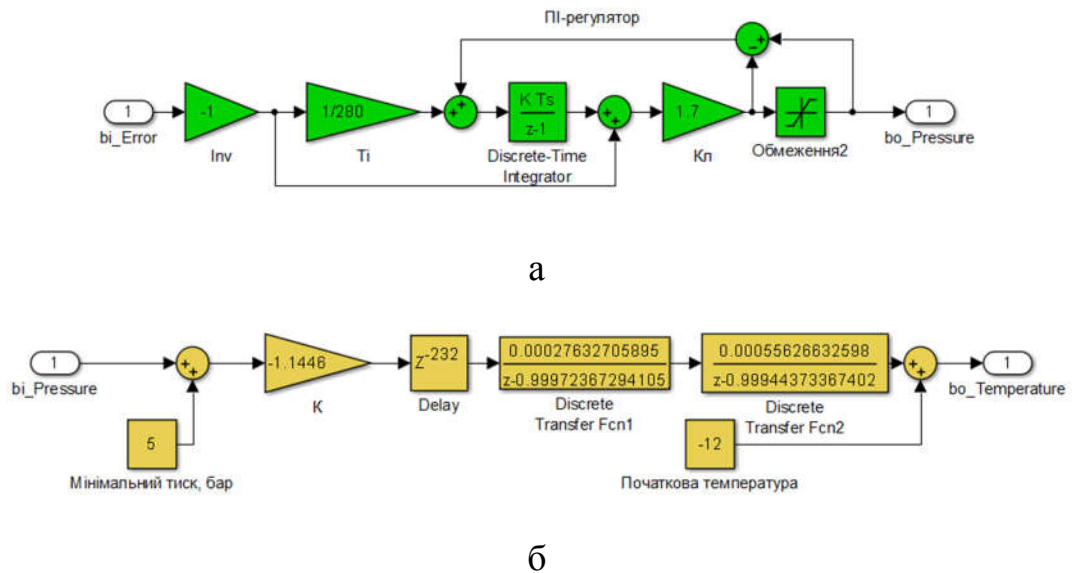 ПІ-регулятор
1
bi_Error
-1
Inv
1/280
Ti
+
+
K Ts
z-1
Discrete-Time
Integrator
+
+
1.7
Кп
−
+
Обмеження2
1
bo_Pressure
а
1
bi_Pressure
+
+
5
Мінімальний тиск, бар
-1.1446
К
Z-232
Delay
0.00027632705895
z-0.99972367294105
Discrete
Transfer Fcn1
0.00055626632598
z-0.99944373367402
Discrete
Transfer Fcn2
-12
Початкова температура
+
+
1
bo_Temperature
б